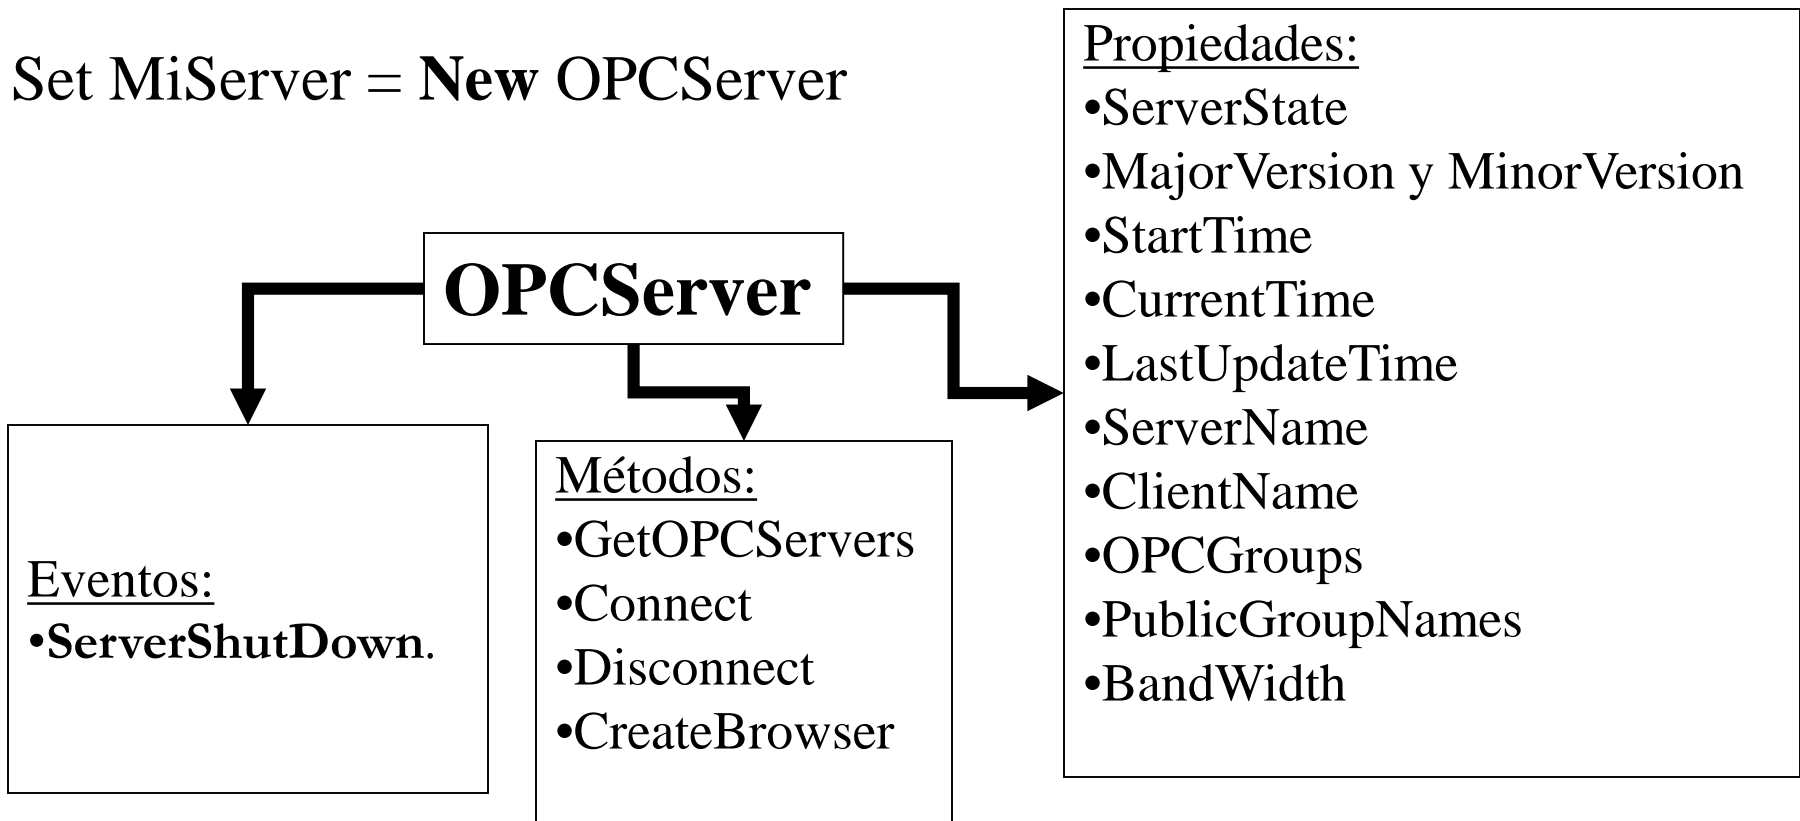 Set MiServer = New OPCServer
OPCServer
Eventos:
•ServerShutDown.
Métodos:
•GetOPCServers
•Connect
•Disconnect
•CreateBrowser
Propiedades:
•ServerState
•MajorVersion y MinorVersion
•StartTime
•CurrentTime
•LastUpdateTime
•ServerName
•ClientName
•OPCGroups
•PublicGroupNames
•BandWidth